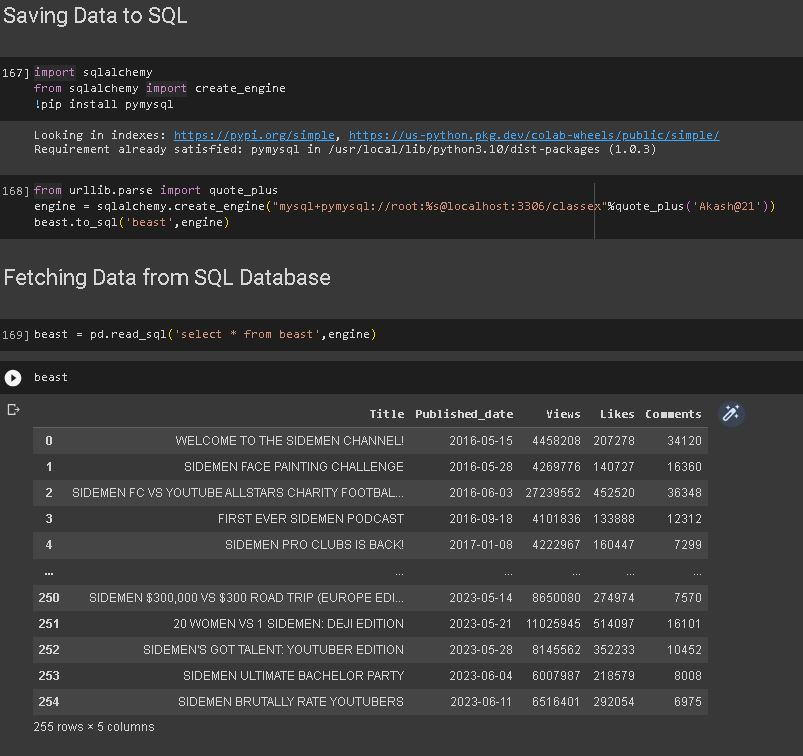 Saving Data to SQL
167] import sqlalchemy
from sqlalchemy import create_engine
!pip install pymysql
Looking in indexes: https://pypi.org/simple, https://us-python.pkg.dev/colab-wheels/public/simple/
Requirement already satisfied: pymysql in /usr/local/lib/python3.10/dist-packages (1.0.3)
168] from urllib.parse import quote_plus
engine = sqlalchemy.create_engine("mysql+pymysql://root:%s@localhost:3306/classex"%quote_plus('Akash@21'))
beast.to_sql('beast',engine)
Fetching Data from SQL Database
169] beast = pd.read_sql('select * from beast',engine)
beast
Title Published_date Views Likes Comments
0 WELCOME TO THE SIDEMEN CHANNEL! 2016-05-15 4458208 207278 34120
1 SIDEMEN FACE PAINTING CHALLENGE 2016-05-28 4269776 140727 16360
2 SIDEMEN FC VS YOUTUBE ALLSTARS CHARITY FOOTBAL... 2016-06-03 27239552 452520 36348
3 FIRST EVER SIDEMEN PODCAST 2016-09-18 4101836 133888 12312
4 SIDEMEN PRO CLUBS IS BACK! 2017-01-08 4222967 160447 7299
... ... ... ... ... ...
250 SIDEMEN $300,000 VS $300 ROAD TRIP (EUROPE EDI... 2023-05-14 8650080 274974 7570
251 20 WOMEN VS 1 SIDEMEN: DEJI EDITION 2023-05-21 11025945 514097 16101
252 SIDEMEN'S GOT TALENT: YOUTUBER EDITION 2023-05-28 8145562 352233 10452
253 SIDEMEN ULTIMATE BACHELOR PARTY 2023-06-04 6007987 218579 8008
254 SIDEMEN BRUTALLY RATE YOUTUBERS 2023-06-11 6516401 292054 6975
255 rows × 5 columns